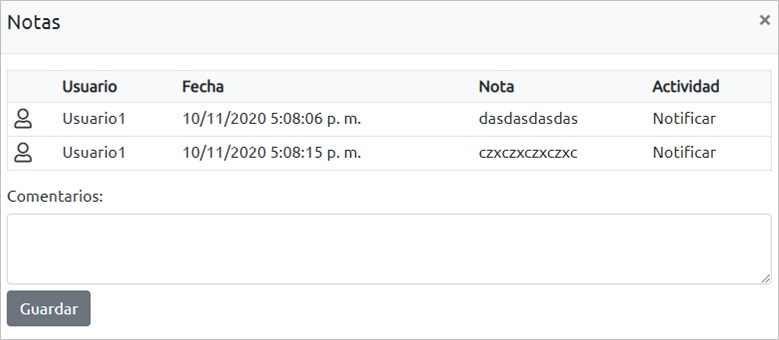 Notas ×
Usuario Fecha Nota Actividad
Usuario1 10/11/2020 5:08:06 p. m. dasdasdasdas Notificar
Usuario1 10/11/2020 5:08:15 p. m. czxczxczxczxc Notificar
Comentarios:
Guardar